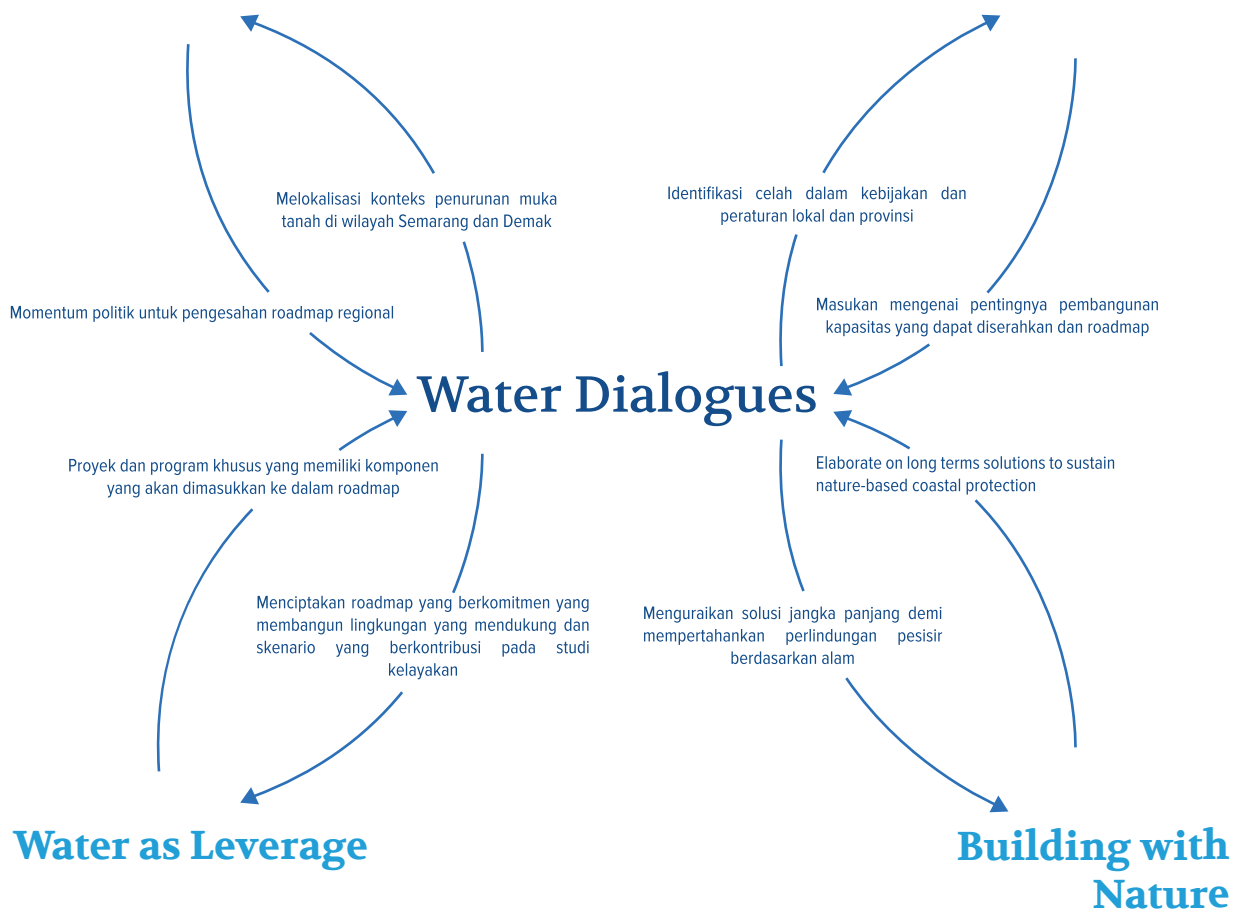 Melokalisasi konteks penurunan muka
tanah di wilayah Semarang dan Demak
Identifikasi celah dalam kebijakan dan
peraturan lokal dan provinsi
Momentum politik untuk pengesahan roadmap regional
Masukan mengenai pentingnya pembangunan
kapasitas yang dapat diserahkan dan roadmap
Water Dialogues
Proyek dan program khusus yang memiliki komponen
yang akan dimasukkan ke dalam roadmap
Elaborate on long terms solutions to sustain
nature-based coastal protection
Menciptakan roadmap yang berkomitmen yang
membangun lingkungan yang mendukung dan
skenario yang berkontribusi pada studi
kelayakan
Menguraikan solusi jangka panjang demi
mempertahankan perlindungan pesisir
berdasarkan alam
Water as Leverage
Building with
Nature